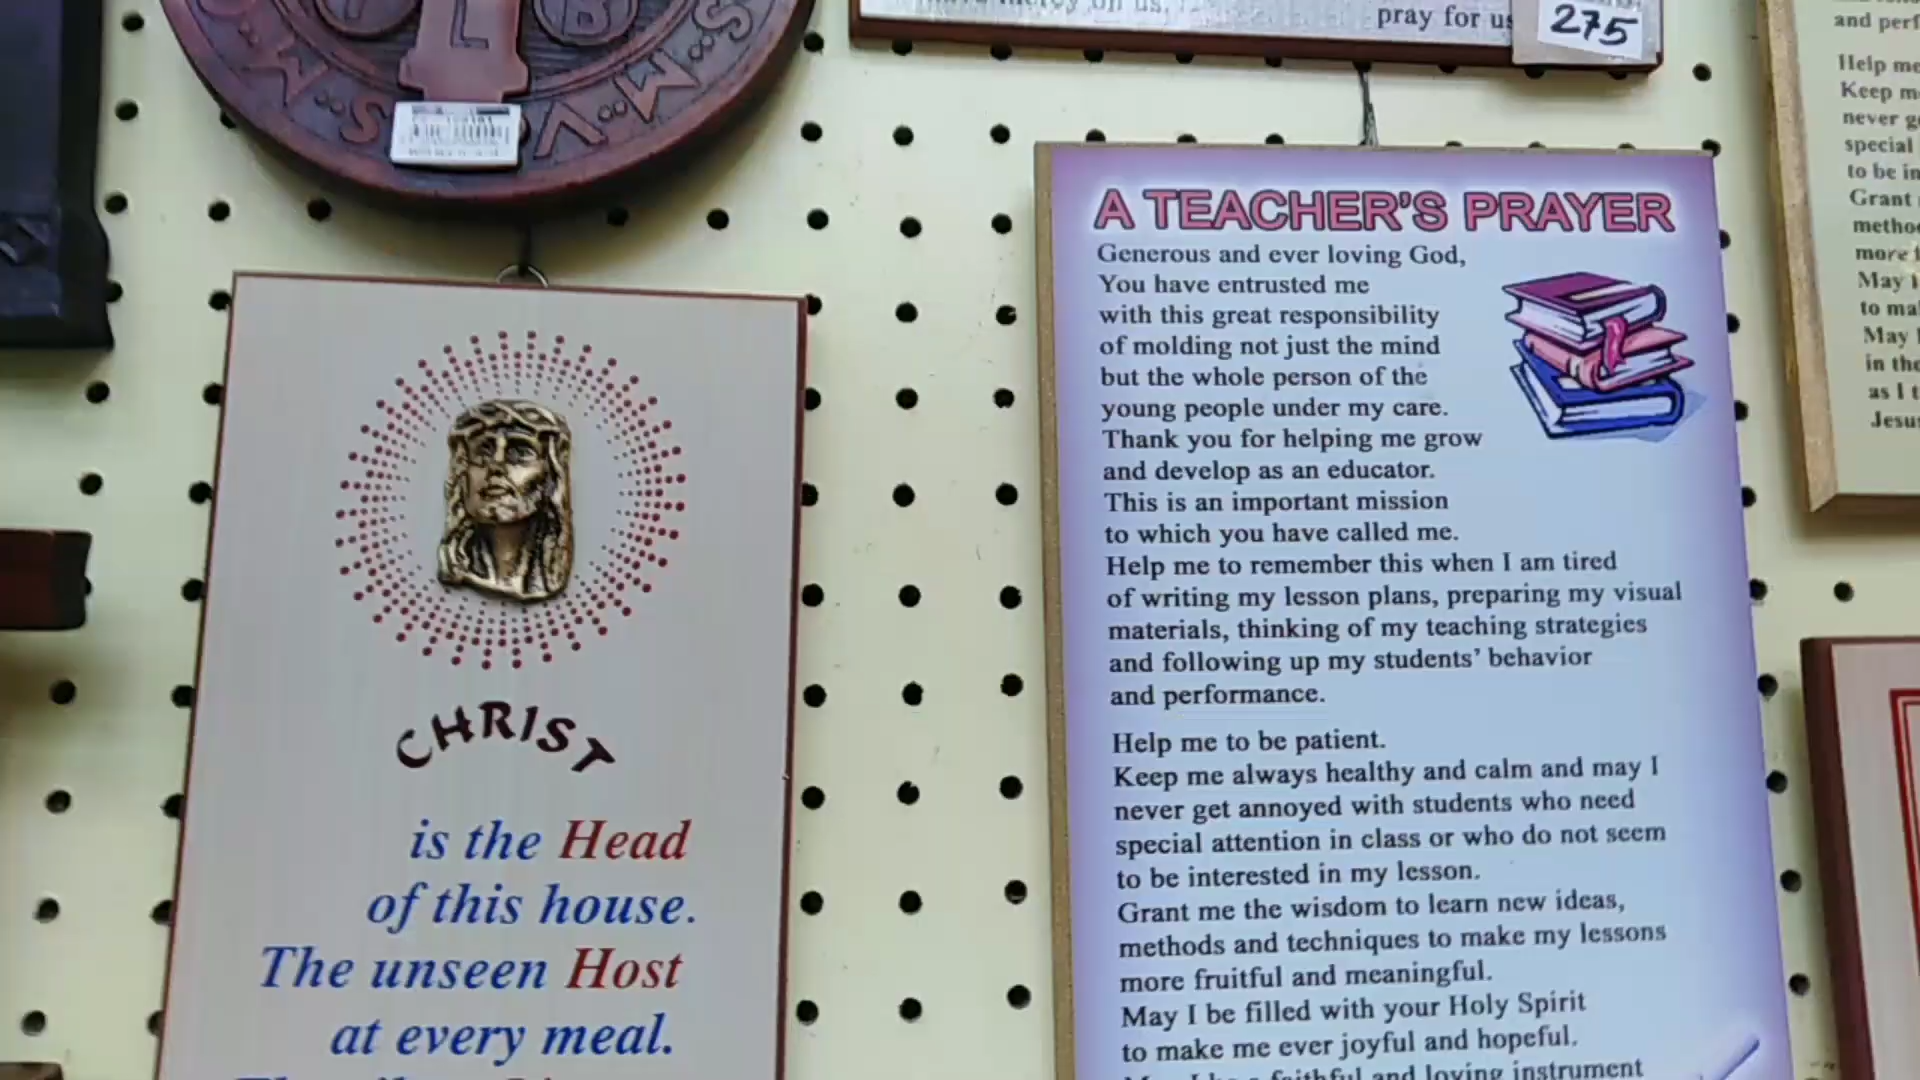 L
B
S
M
V
M
S
pray for us
275
CHRIST
is the Head
of this house.
The unseen Host
at every meal.
A TEACHER'S PRAYER
Generous and ever loving God,
You have entrusted me
with this great responsibility
of molding not just the mind
but the whole person of the
young people under my care.
Thank you for helping me grow
and develop as an educator.
This is an important mission
to which you have called me.
Help me to remember this when I am tired
of writing my lesson plans, preparing my visual
materials, thinking of my teaching strategies
and following up my students' behavior
and performance.
Help me to be patient.
Keep me always healthy and calm and may I
never get annoyed with students who need
special attention in class or who do not seem
to be interested in my lesson.
Grant me the wisdom to learn new ideas,
methods and techniques to make my lessons
more fruitful and meaningful.
May I be filled with your Holy Spirit
to make me ever joyful and hopeful.
faithful and loving instrument
and
Help me
Keep
never
special
to be
Grant
more
May
to
May
in the
as I
Jesus